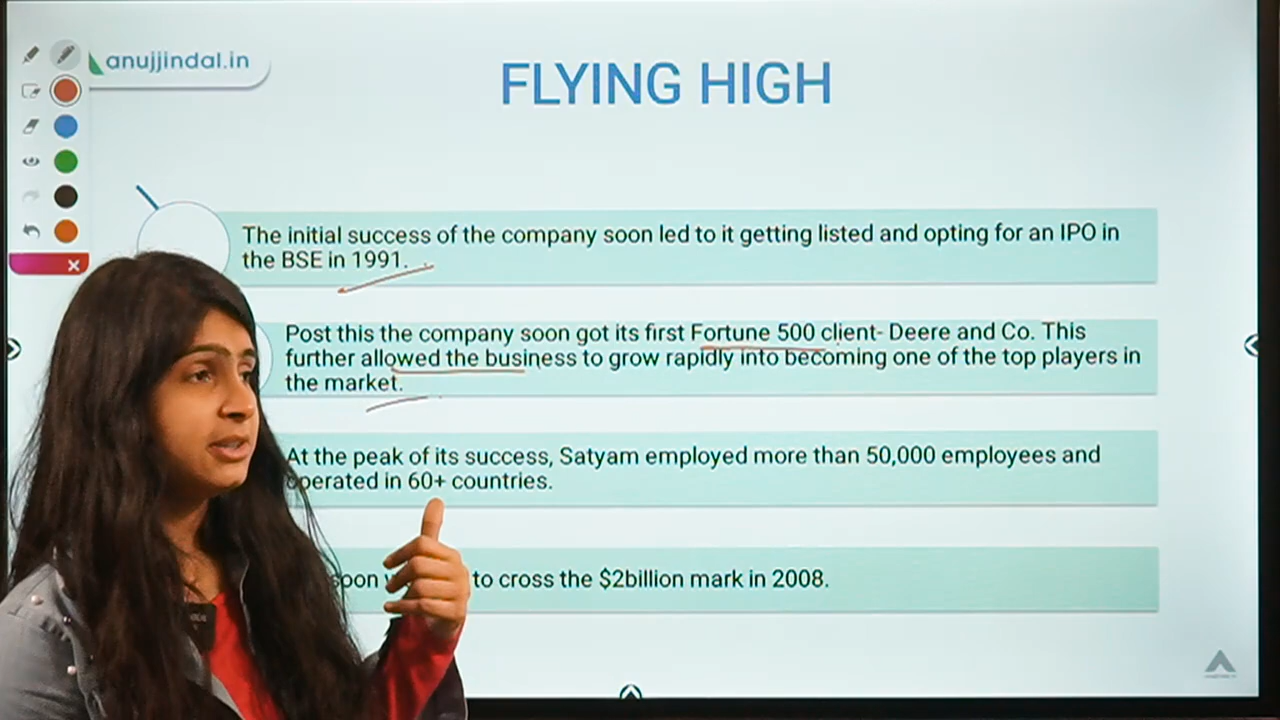 anujjindal.in
FLYING HIGH
The initial success of the company soon led to it getting listed and opting for an IPO in
the BSE in 1991.
Post this the company soon got its first Fortune 500 client- Deere and Co. This
further allowed the business to grow rapidly into becoming one of the top players in
the market.
At the peak of its success, Satyam employed more than 50,000 employees and
operated in 60+ countries.
soon to cross the $2billion mark in 2008.